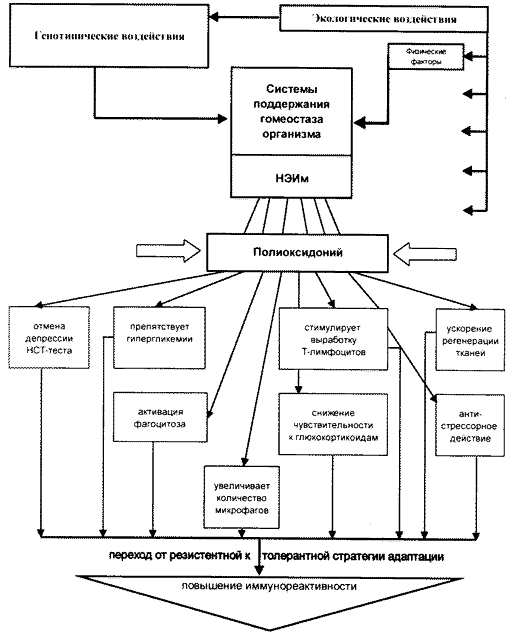 Генотипические воздействия
Экологические воздействия
Физические
факторы
Системы
поддержания
гомеостаза
организма
НЭИм
Полиоксидоний
отмена
депрессии
НСТ-теста
препятствует
гипергликемии
стимулирует
выработку
Т-лимфоцитов
ускорение
регенерации
тканей
активация
фагоцитоза
снижение
чувствительности
к глюкокортикоидам
анти-
стрессорное
действие
увеличивает
количество
микрофагов
переход от резистентной к толерантной стратегии адаптации
повышение иммунореактивности